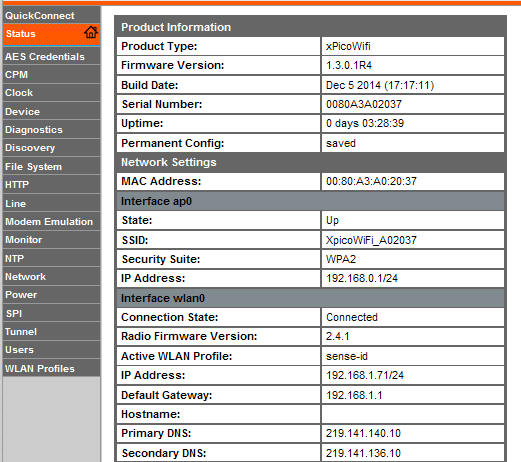 QuickConnect
Status
AES Credentials
CPM
Clock
Device
Diagnostics
Discovery
File System
HTTP
Line
Modem Emulation
Monitor
NTP
Network
Power
SPI
Tunnel
Users
WLAN Profiles
Product Information
Product Type: xPicoWifi
Firmware Version: 1.3.0.1R4
Build Date: Dec 5 2014 (17:17:11)
Serial Number: 0080A3A02037
Uptime: 0 days 03:28:39
Permanent Config: saved
Network Settings
MAC Address: 00:80:A3:A0:20:37
Interface ap0
State: Up
SSID: XpicoWiFi_A02037
Security Suite: WPA2
IP Address: 192.168.0.1/24
Interface wlan0
Connection State: Connected
Radio Firmware Version: 2.4.1
Active WLAN Profile: sense-id
IP Address: 192.168.1.71/24
Default Gateway: 192.168.1.1
Hostname:
Primary DNS: 219.141.140.10
Secondary DNS: 219.141.136.10